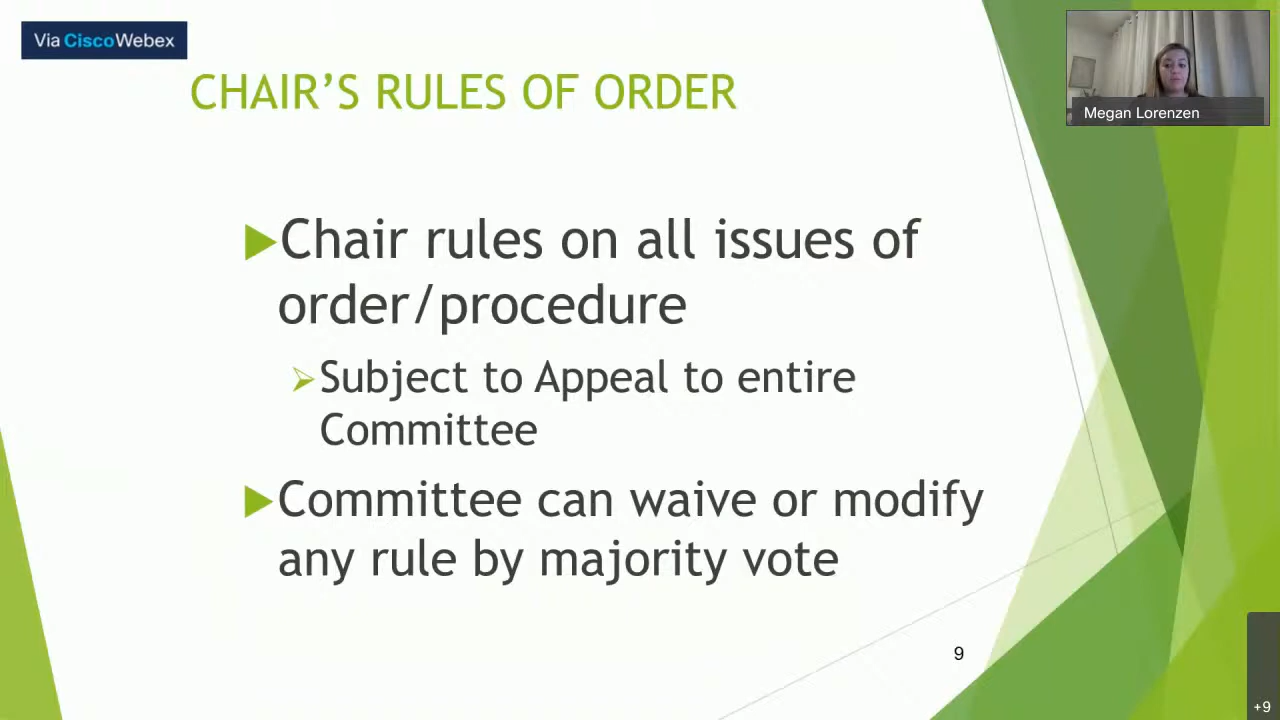 Via CiscoWebex
CHAIR’S RULES OF ORDER
Megan Lorenzen
Chair rules on all issues of
order/procedure
Subject to Appeal to entire
Committee
Committee can waive or modify
any rule by majority vote
9
+9